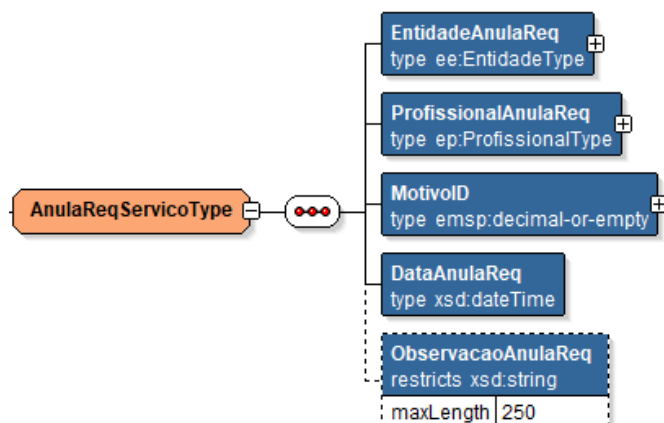 EntidadeAnulaReq
type ee:EntidadeType
ProfissionalAnulaReq
type ep:ProfissionalType
AnulaReqServicoType
MotivoID
type emsp:decimal-or-empty
DataAnulaReq
type xsd:dateTime
ObservacaoAnulaReq
restricts xsd:string
maxLength 250